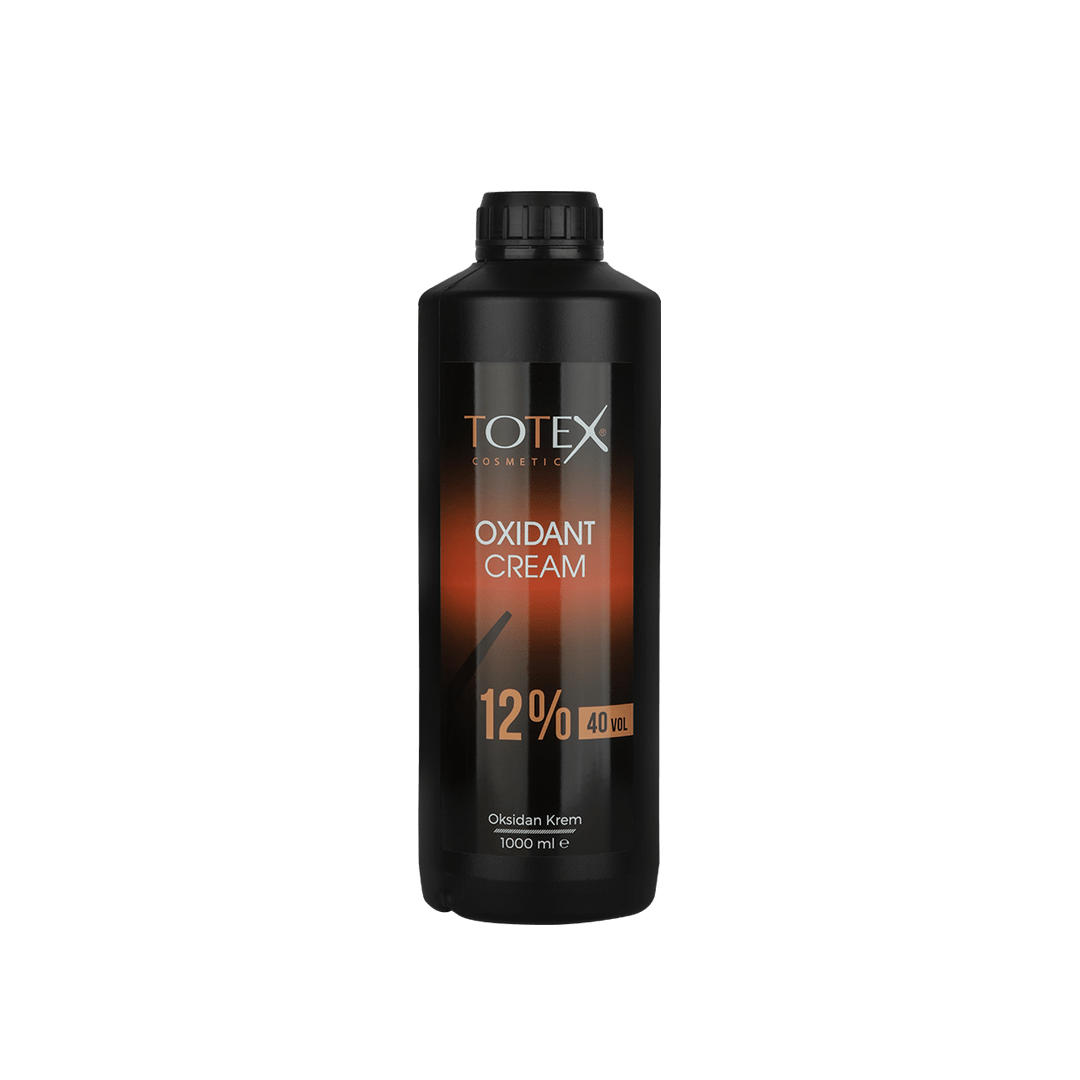 TOTEX®
COSMETIC
OXIDANT
CREAM
12% 40 VOL
Oksidan Krem
1000 ml ℮